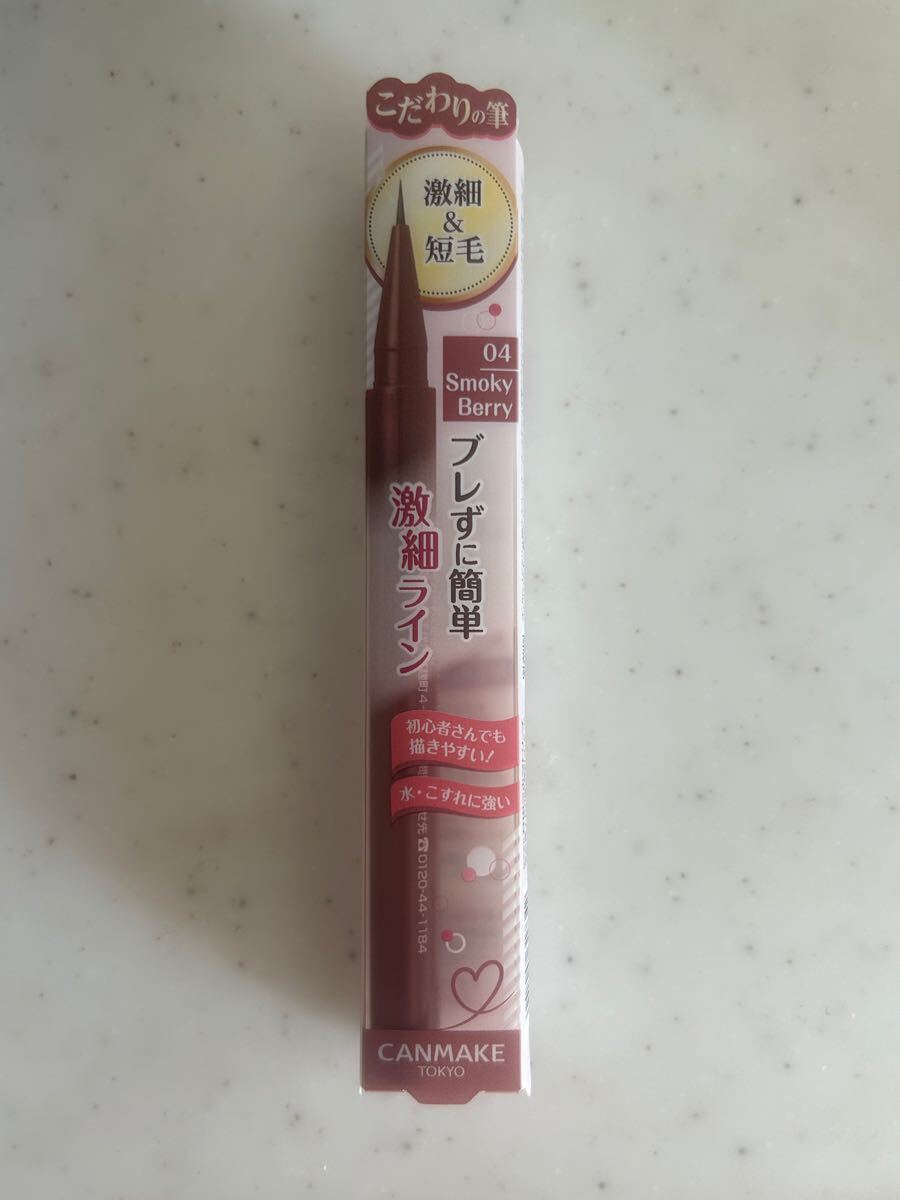 こだわりの筆
激細
&
短毛
04
Smoky
Berry
ブレずに簡単
激細ライン
初心者さんでも
描きやすい!
水・こすれに強い
0120-44-1184
CANMAKE
TOKYO